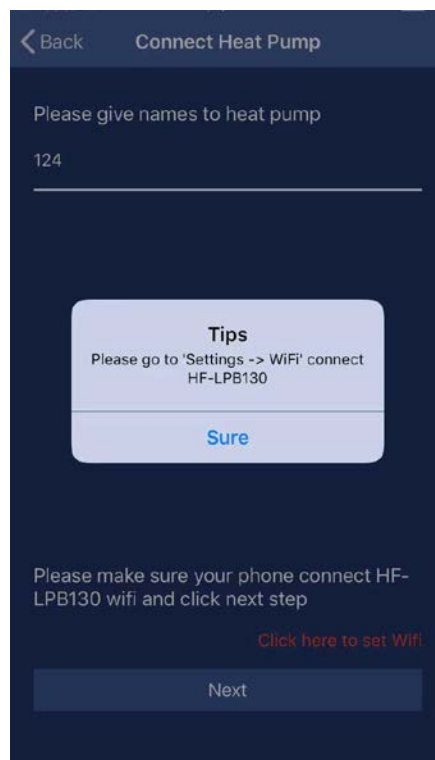 Back
Connect Heat Pump
Please give names to heat pump
124
Tips
Please go to 'Settings -> WiFi' connect
HF-LPB130
Sure
Please make sure your phone connect HF-
LPB130 wifi and click next step
Click here to set Wifi
Next